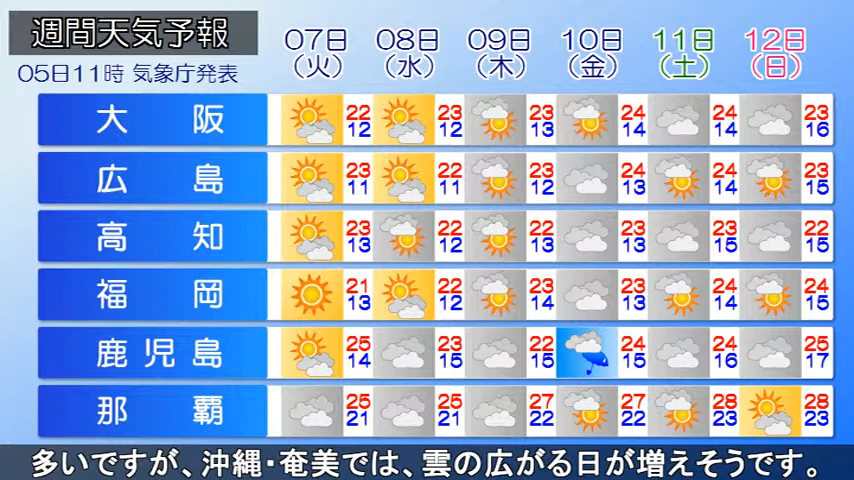 週間天気予報
05日11時 気象庁発表
07日 08日 09日 10日 11日 12日
(火) (水) (木) (金) (土) (日)
大阪 22 12 23 12 23 13 24 14 24 14 23 16
広島 23 11 22 11 23 12 24 13 24 14 23 15
高知 23 13 22 12 22 13 23 13 23 15 22 15
福岡 21 13 22 12 23 14 23 13 24 14 24 15
鹿児島 25 14 23 15 22 15 24 15 24 16 25 17
那覇 25 21 25 21 27 22 27 22 28 23 28 23
多いですが、沖縄・奄美では、雲の広がる日が増えそうです。